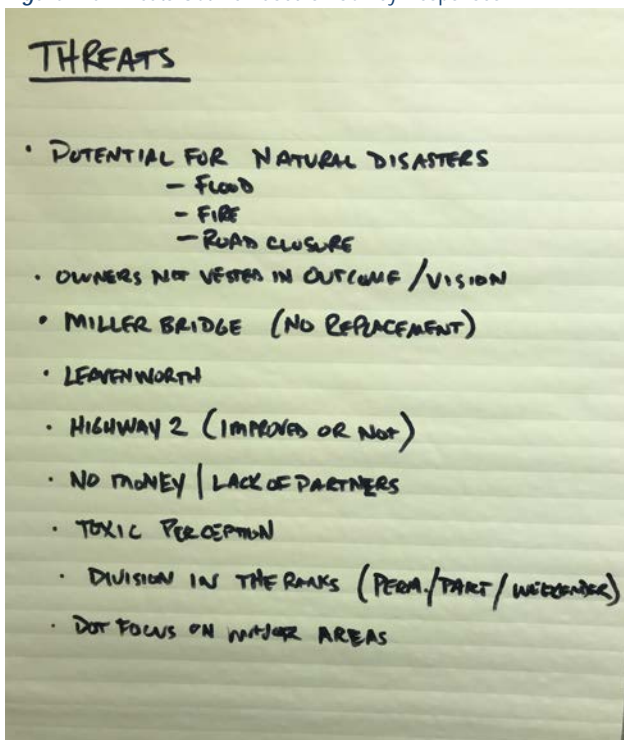 THREATS
• POTENTIAL FOR NATURAL DISASTERS
– FLOOD
– FIRE
– ROAD CLOSURE
• OWNERS NOT VESTED IN OUTCOME / VISION
• MILLER BRIDGE (NO REPLACEMENT)
• LEAVENWORTH
• HIGHWAY 2 (IMPROVED OR NOT)
• NO MONEY / LACK OF PARTNERS
• TOXIC PERCEPTION
• DIVISION IN THE RANKS (PERM. / PART / WEEKENDER)
• DOT FOCUS ON MAJOR AREAS